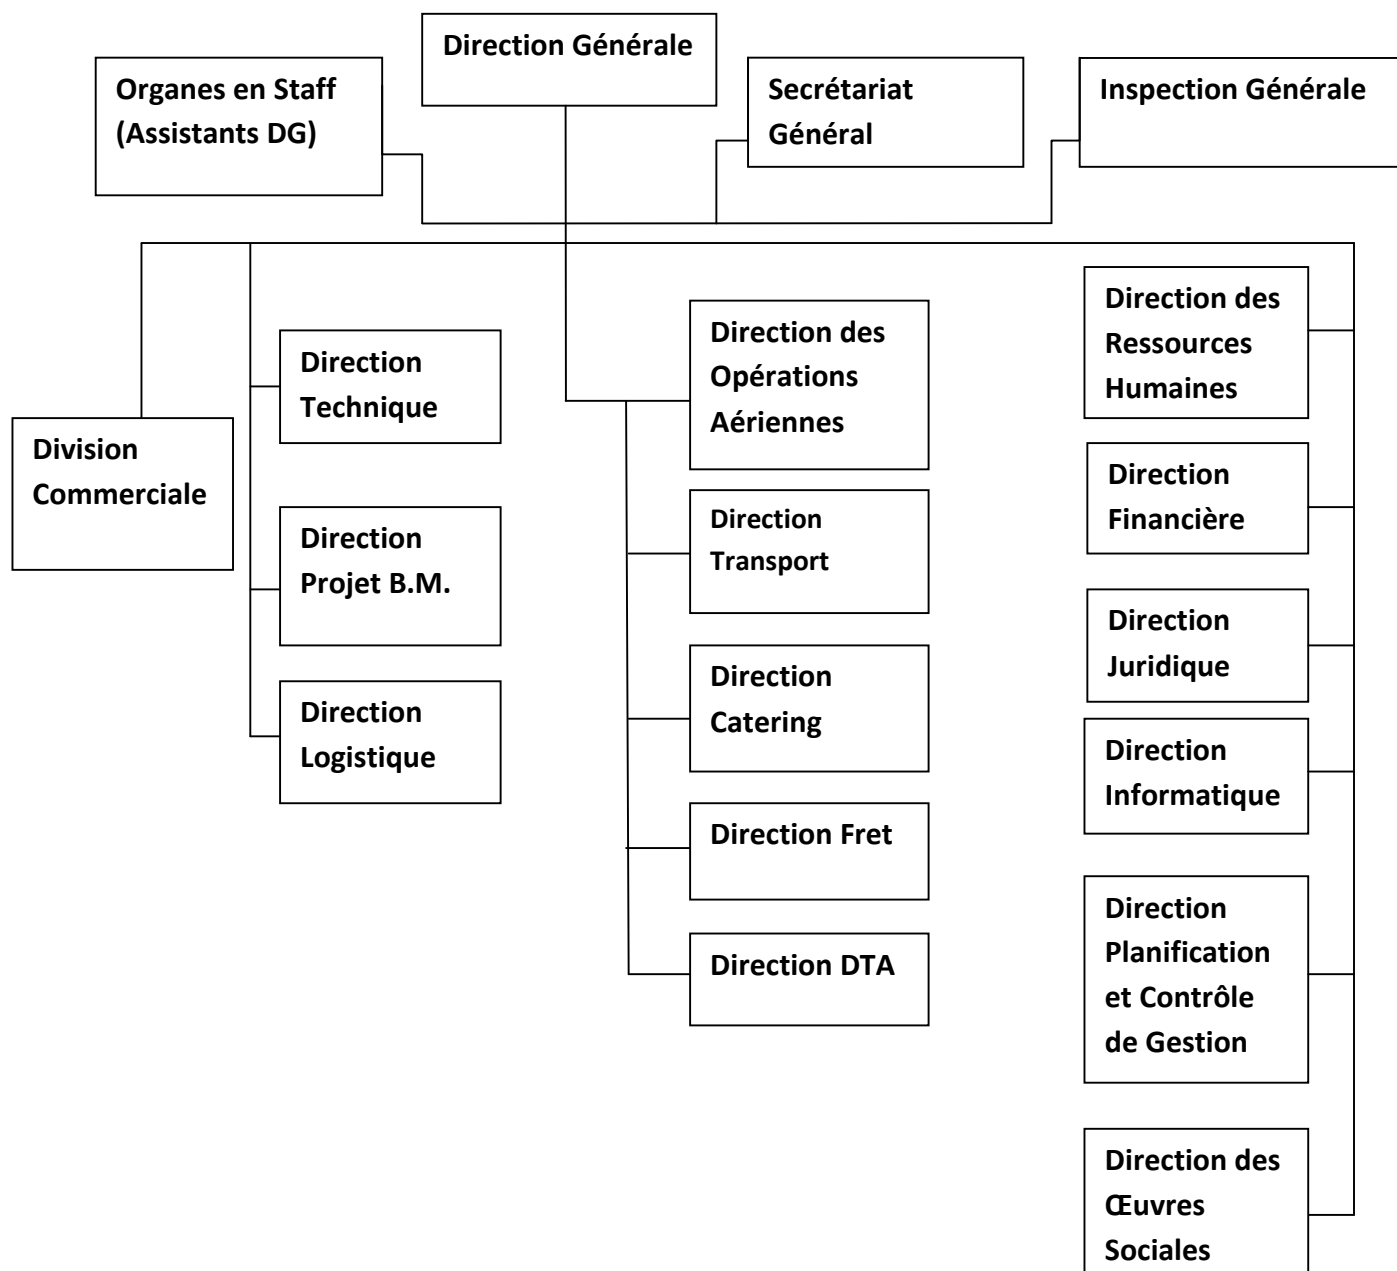 Direction Générale
Organes en Staff
(Assistants DG)
Secrétariat
Général
Inspection Générale
Division
Commerciale
Direction
Technique
Direction
Projet B.M.
Direction
Logistique
Direction des
Opérations
Aériennes
Direction
Transport
Direction
Catering
Direction Fret
Direction DTA
Direction des
Ressources
Humaines
Direction
Financière
Direction
Juridique
Direction
Informatique
Direction
Planification
et Contrôle
de Gestion
Direction des
Œuvres
Sociales